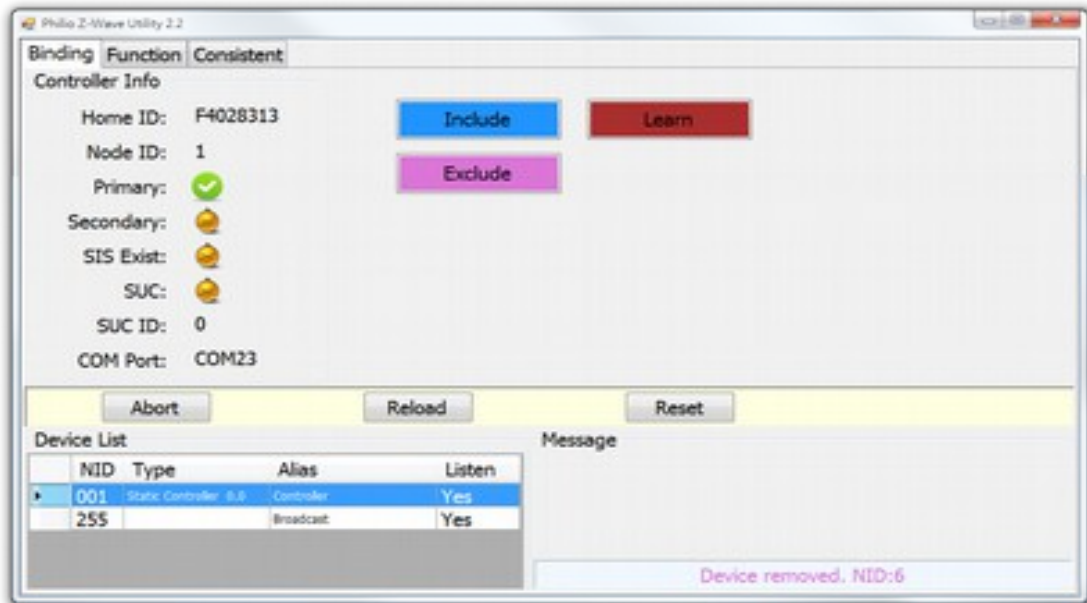 Philio Z-Wave Utility 2.2
Binding Function Consistent
Controller Info
Home ID: F4028313
Node ID: 1
Primary:
Secondary:
SIS Exist:
SUC:
SUC ID: 0
COM Port: COM23
Include Learn
Exclude
Abort Reload Reset
Device List
NID Type Alias Listen
001 Static Controller 0.0 Controller Yes
255 Broadcast Yes
Message
Device removed. NID:6